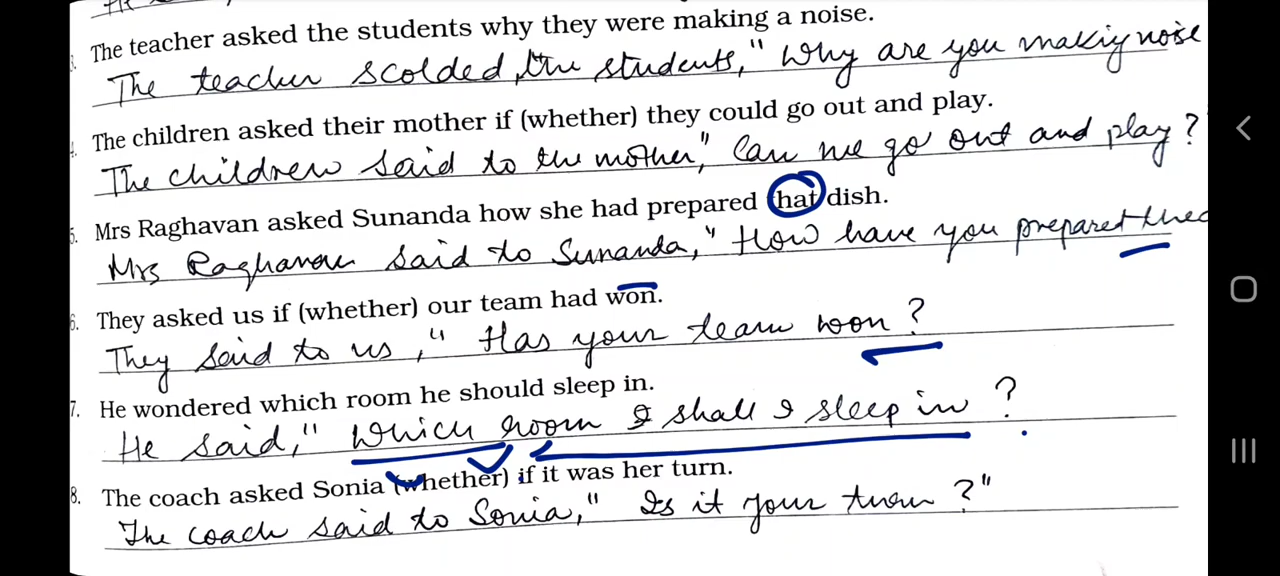 3. The teacher asked the students why they were making a noise.
The teacher scolded, the students, " Why are you making noise
4. The children asked their mother if (whether) they could go out and play.
The children said to the mother," Can we go out and play?
5. Mrs Raghavan asked Sunanda how she had prepared that dish.
Mrs Raghavan said to Sunanda, " How have you prepared
6. They asked us if (whether) our team had won.
They said to us, " Has your team won ?
7. He wondered which room he should sleep in.
He said, " Which room I shall I sleep in ?
8. The coach asked Sonia (whether) if it was her turn.
The coach said to Sonia, " Is it your turn ? "